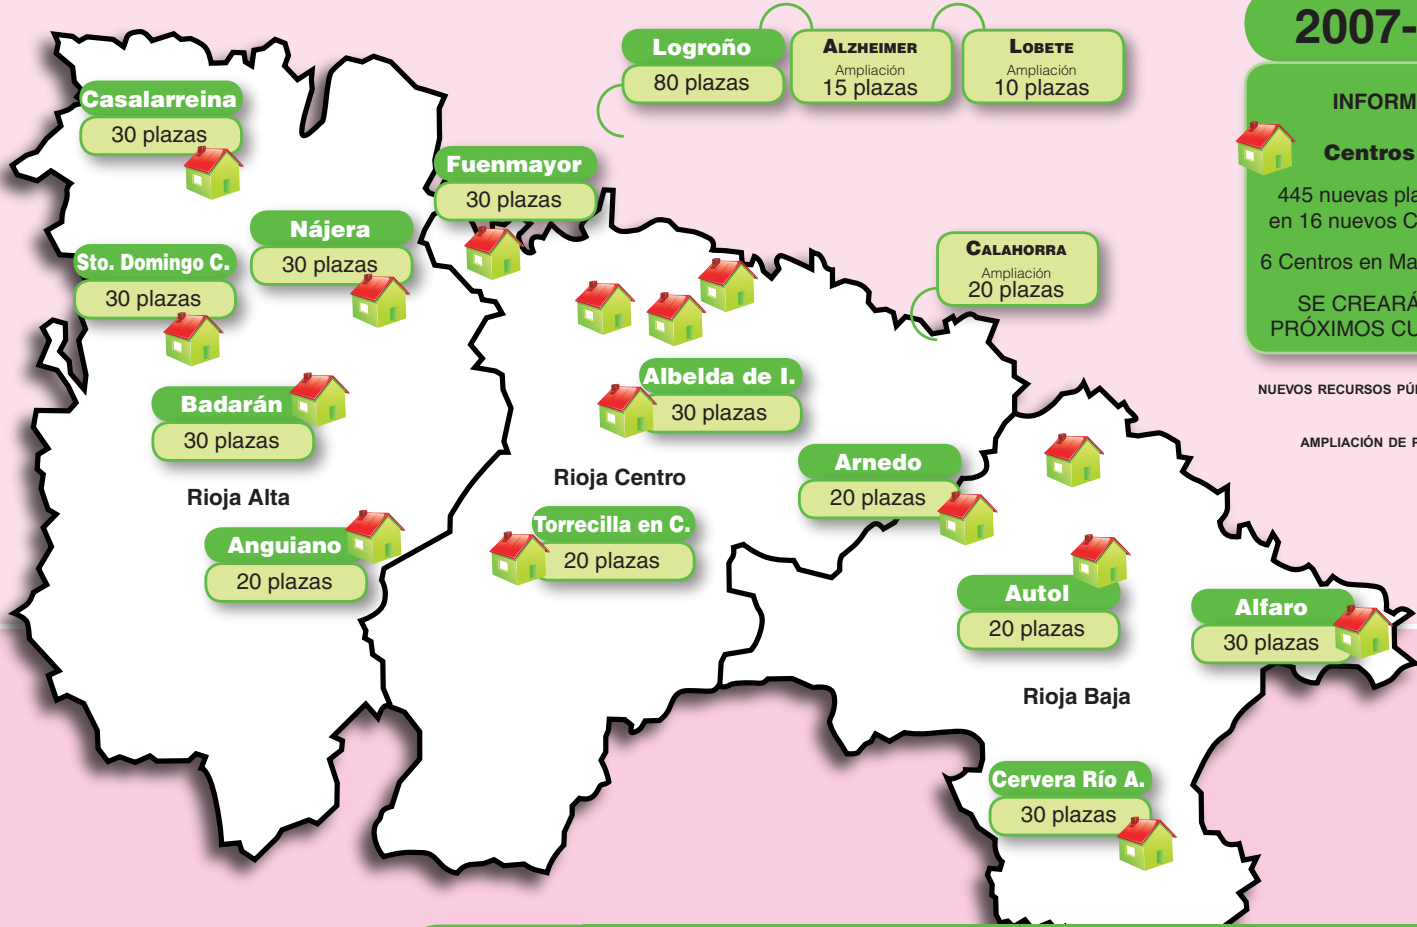 Logroño
80 plazas
ALZHEIMER
Ampliación
15 plazas
LOBETE
Ampliación
10 plazas
2007-
INFORM
Centros
445 nuevas pla
en 16 nuevos C
6 Centros en Ma
SE CREARÁ
PRÓXIMOS CU
NUEVOS RECURSOS PÚ
AMPLIACIÓN DE
Casalarreina
30 plazas
Fuenmayor
30 plazas
Nájera
30 plazas
Sto. Domingo C.
30 plazas
CALAHORRA
Ampliación
20 plazas
Albelda de I.
30 plazas
Badarán
30 plazas
Arnedo
20 plazas
Rioja Centro
Rioja Alta
Torrecilla en C.
20 plazas
Anguiano
20 plazas
Autol
20 plazas
Alfaro
30 plazas
Rioja Baja
Cervera Río A.
30 plazas